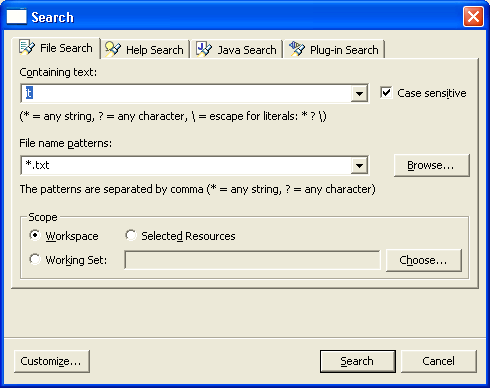 Search
File Search Help Search Java Search Plug-in Search
Containing text:
it
Case sensitive
(* = any string, ? = any character, \ = escape for literals: * ? \)
File name patterns:
*.txt
Browse...
The patterns are separated by comma (* = any string, ? = any character)
Scope
Workspace Selected Resources
Working Set:
Choose...
Customize... Search Cancel